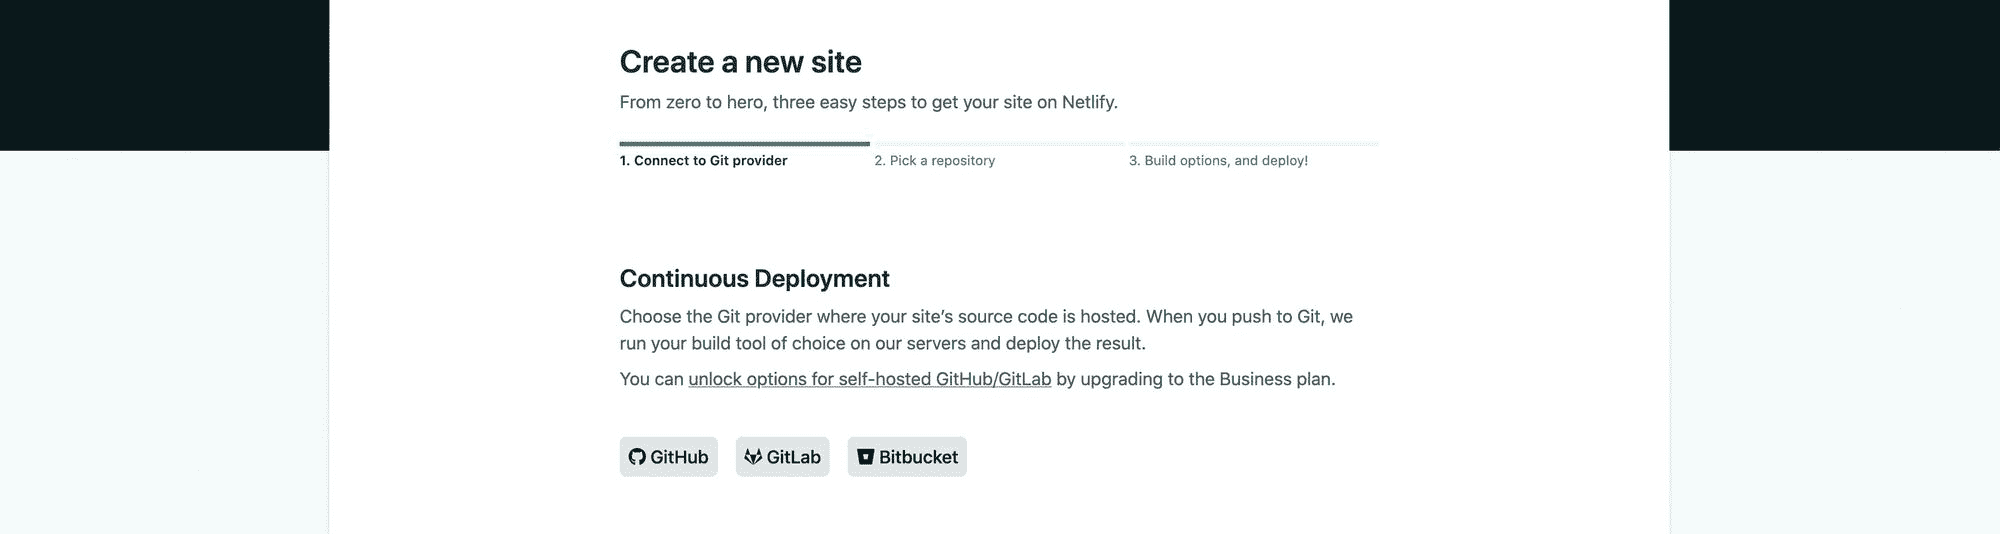 Create a new site
From zero to hero, three easy steps to get your site on Netlify.
1. Connect to Git provider
2. Pick a repository
3. Build options, and deploy!
Continuous Deployment
Choose the Git provider where your site’s source code is hosted. When you push to Git, we
run your build tool of choice on our servers and deploy the result.
You can unlock options for self-hosted GitHub/GitLab by upgrading to the Business plan.
GitHub
GitLab
Bitbucket